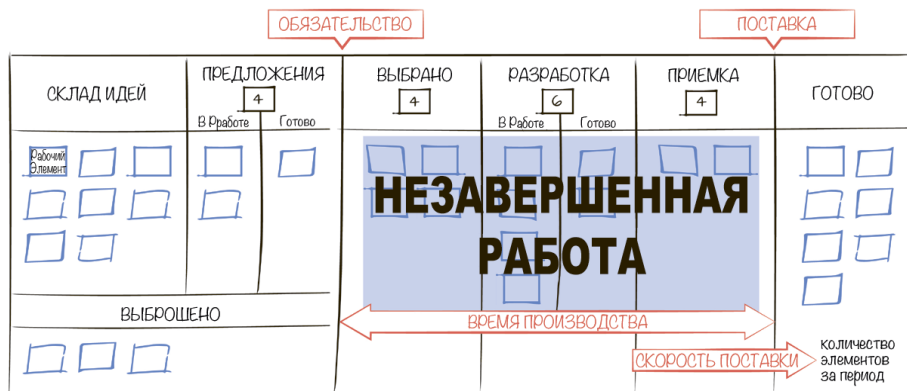 ОБЯЗАТЕЛЬСТВО
ПОСТАВКА
СКЛАД ИДЕЙ
ПРЕДЛОЖЕНИЯ
4
В Рработе
Готово
ВЫБРАНО
4
РАЗРАБОТКА
6
В Работе
Готово
ПРИЕМКА
4
ГОТОВО
Рабочий
Элемент
НЕЗАВЕРШЕННАЯ
РАБОТА
ВЫБРОШЕНО
ВРЕМЯ ПРОИЗВОДСТВА
СКОРОСТЬ ПОСТАВКИ
количество
элементов
за период